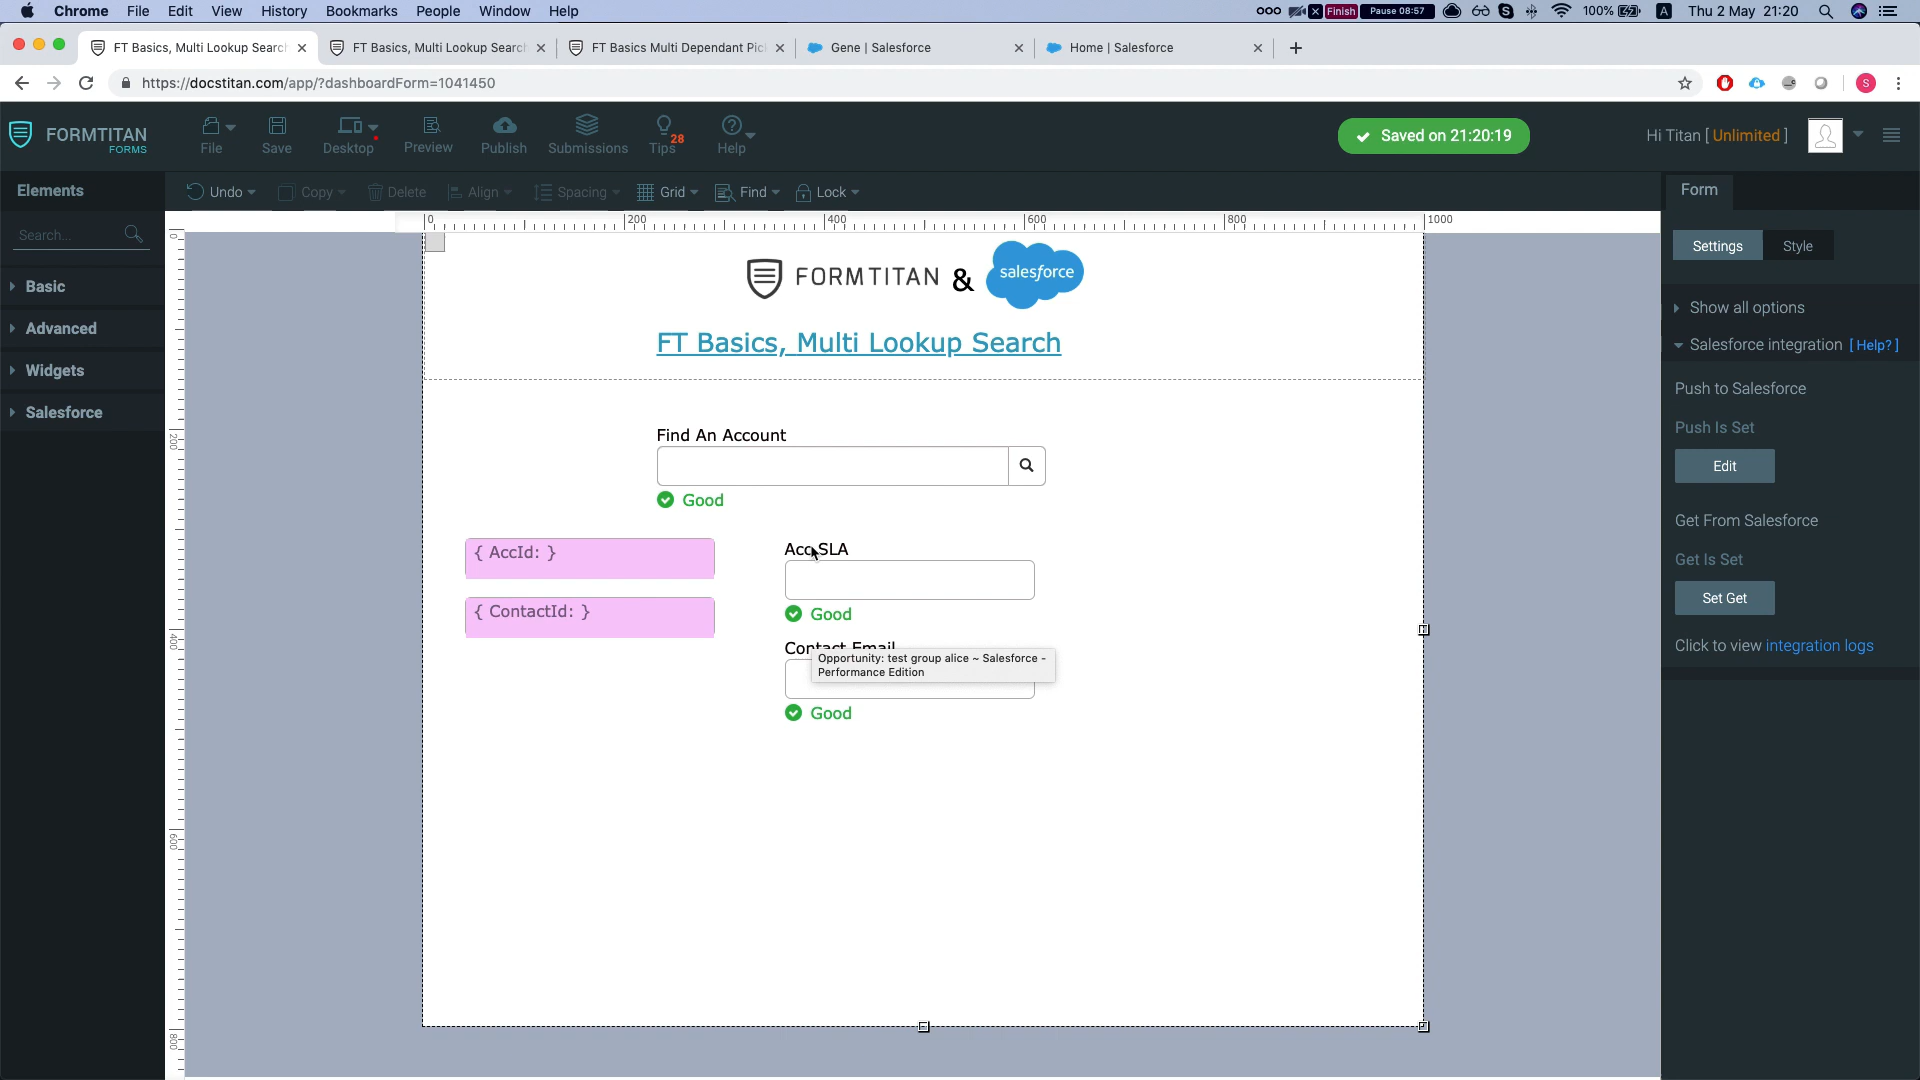 Chrome File Edit View History Bookmarks People Window Help
Finish Pause 08:57 100% A Thu 2 May 21:20
FT Basics, Multi Lookup Search FT Basics, Multi Lookup Search FT Basics Multi Dependant Pic Gene | Salesforce Home | Salesforce
https://docstitan.com/app/?dashboardForm=1041450 S
FORMTITAN
FORMS
File Save Desktop Preview Publish Submissions Tips 28 Help
Saved on 21:20:19
Hi Titan [ Unlimited ]
Elements
Undo Copy Delete Align Spacing Grid Find Lock
Form
Search...
0 200 400 600 800 1000
Settings Style
Basic
Advanced
Widgets
Salesforce
0
200
400
600
800
FORMTITAN & salesforce
FT Basics, Multi Lookup Search
Find An Account
Good
{ AccId: }
{ ContactId: }
Acc SLA
Good
Contact Email
Opportunity: test group alice ~ Salesforce -
Performance Edition
Good
Show all options
Salesforce integration [ Help? ]
Push to Salesforce
Push Is Set
Edit
Get From Salesforce
Get Is Set
Set Get
Click to view integration logs